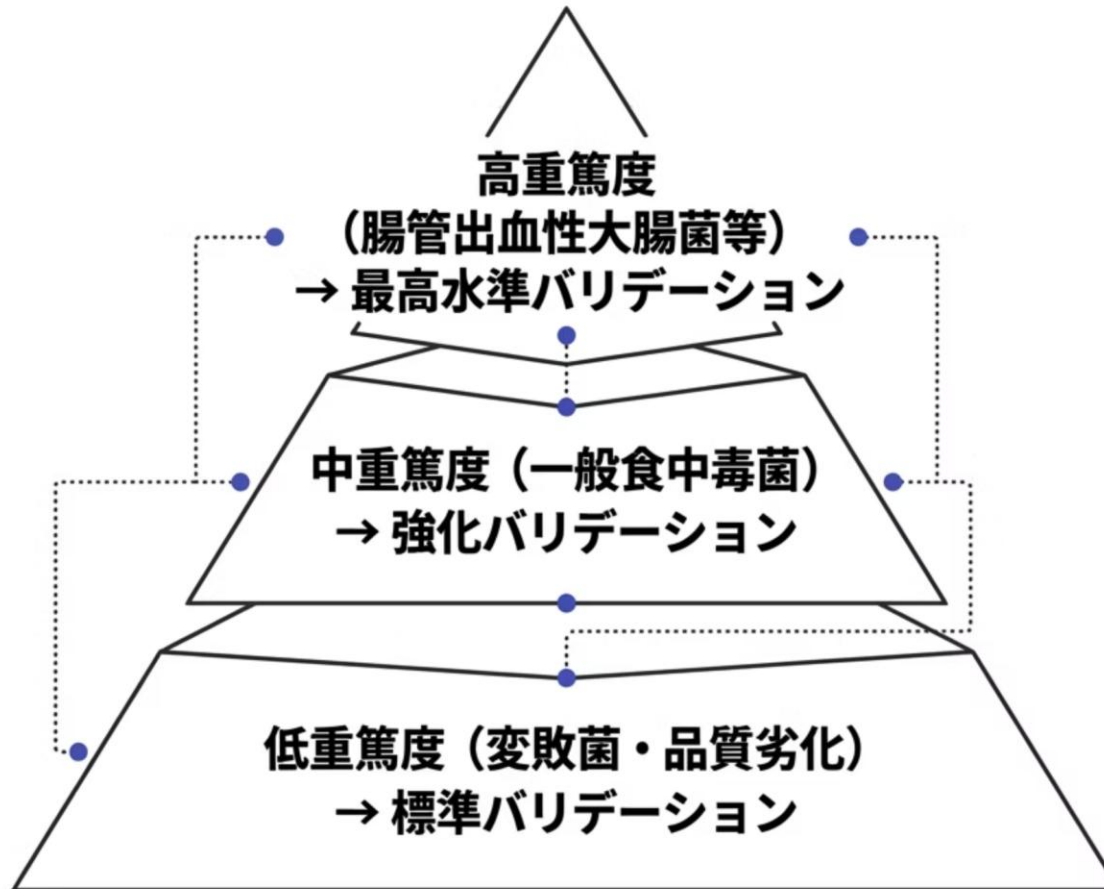 高重篤度
（腸管出血性大腸菌等）
→ 最高水準バリデーション
中重篤度（一般食中毒菌）
→ 強化バリデーション
低重篤度（変敗菌・品質劣化）
→ 標準バリデーション